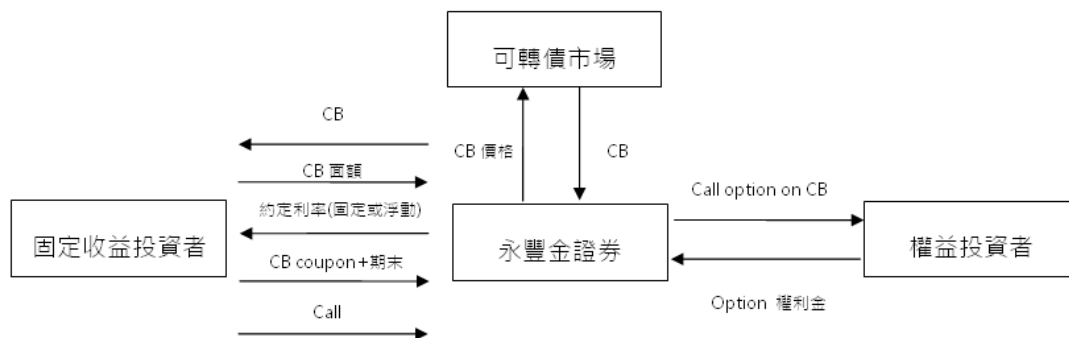 可轉債市場
CB
CB 價格
CB
CB 面額
Call option on CB
約定利率(固定或浮動)
固定收益投資者
永豐金證券
權益投資者
CB coupon+期末
Option 權利金
Call